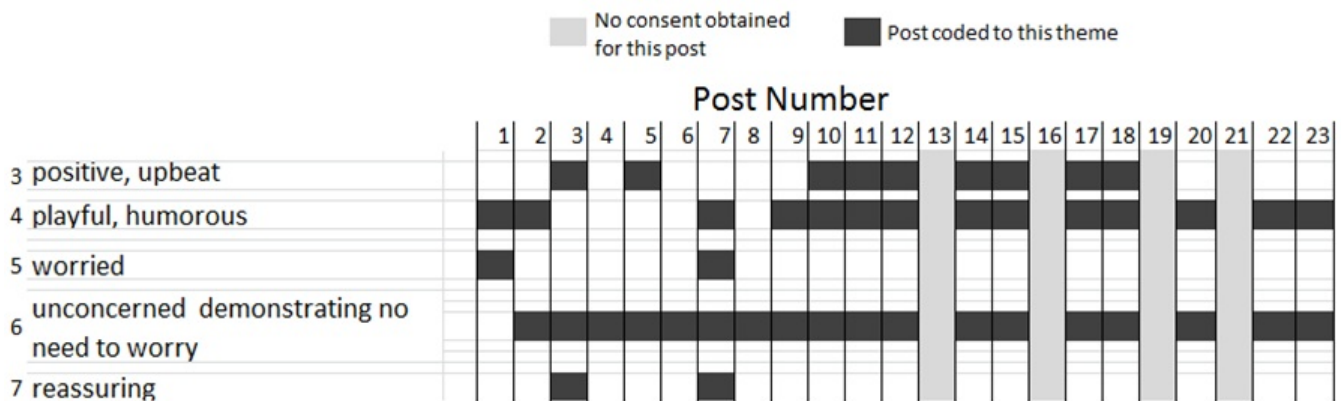 No consent obtained
for this post
Post coded to this theme
Post Number
1 2 3 4 5 6 7 8 9 10 11 12 13 14 15 16 17 18 19 20 21 22 23
3 positive, upbeat
4 playful, humorous
5 worried
6 unconcerned demonstrating no
need to worry
7 reassuring